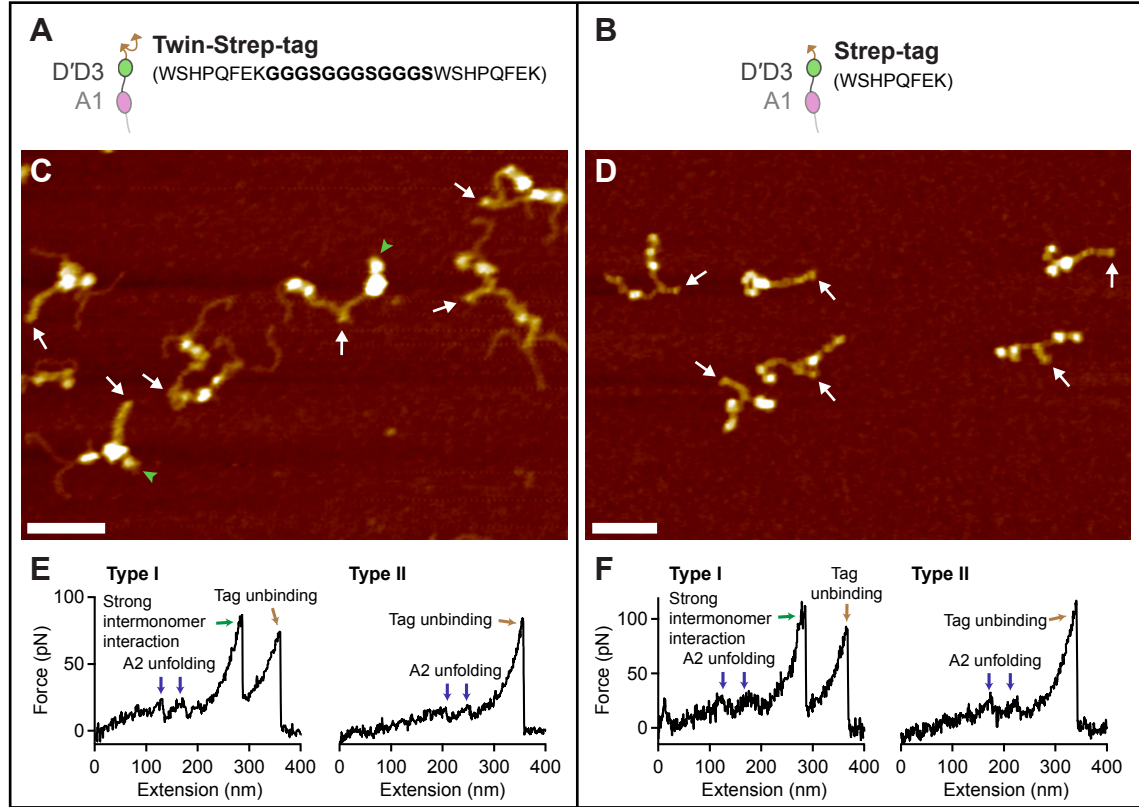 A
Twin-Strep-tag
(WSHPQFEKGGGSGGGSGGGSWSHPQFEK)
D′D3
A1
B
Strep-tag
(WSHPQFEK)
D′D3
A1
C
D
E
Type I
Type II
Strong
intermonomer
interaction
Tag unbinding
A2 unfolding
Tag unbinding
A2 unfolding
Force (pN)
100
50
0
0 100 200 300 400
0 100 200 300 400
Extension (nm)
Extension (nm)
F
Type I
Type II
Strong
intermonomer
interaction
Tag
unbinding
A2 unfolding
Tag unbinding
A2 unfolding
Force (pN)
100
50
0
0 100 200 300 400
0 100 200 300 400
Extension (nm)
Extension (nm)